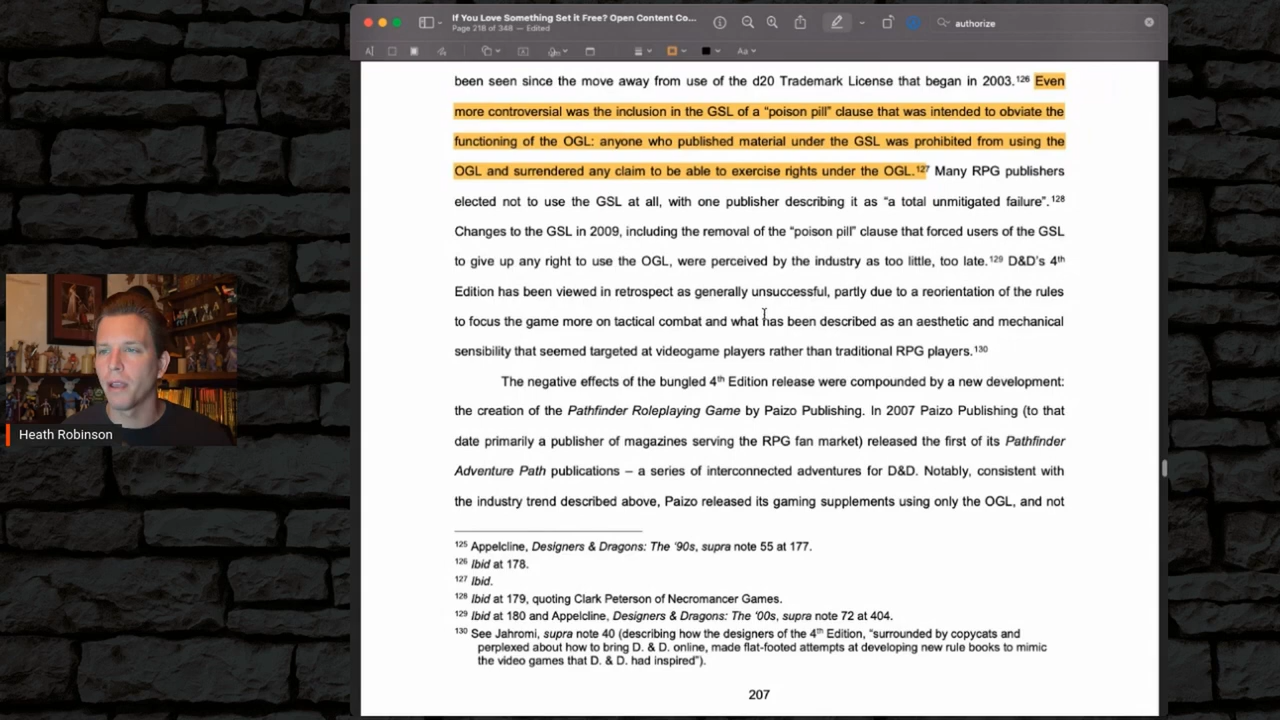 If You Love Something Set it Free? Open Content Co...
Page 218 of 348 — Edited
authorize
Aa
been seen since the move away from use of the d20 Trademark License that began in 2003.126 Even
more controversial was the inclusion in the GSL of a “poison pill” clause that was intended to obviate the
functioning of the OGL: anyone who published material under the GSL was prohibited from using the
OGL and surrendered any claim to be able to exercise rights under the OGL.127 Many RPG publishers
elected not to use the GSL at all, with one publisher describing it as “a total unmitigated failure”.128
Changes to the GSL in 2009, including the removal of the “poison pill” clause that forced users of the GSL
to give up any right to use the OGL, were perceived by the industry as too little, too late.129 D&D’s 4th
Edition has been viewed in retrospect as generally unsuccessful, partly due to a reorientation of the rules
to focus the game more on tactical combat and what has been described as an aesthetic and mechanical
sensibility that seemed targeted at videogame players rather than traditional RPG players.130
The negative effects of the bungled 4th Edition release were compounded by a new development:
the creation of the Pathfinder Roleplaying Game by Paizo Publishing. In 2007 Paizo Publishing (to that
date primarily a publisher of magazines serving the RPG fan market) released the first of its Pathfinder
Adventure Path publications – a series of interconnected adventures for D&D. Notably, consistent with
the industry trend described above, Paizo released its gaming supplements using only the OGL, and not
125 Appelcline, Designers & Dragons: The ’90s, supra note 55 at 177.
126 Ibid at 178.
127 Ibid.
128 Ibid at 179, quoting Clark Peterson of Necromancer Games.
129 Ibid at 180 and Appelcline, Designers & Dragons: The ’00s, supra note 72 at 404.
130 See Jahromi, supra note 40 (describing how the designers of the 4th Edition, “surrounded by copycats and
perplexed about how to bring D. & D. online, made flat-footed attempts at developing new rule books to mimic
the video games that D. & D. had inspired”).
207
Heath Robinson